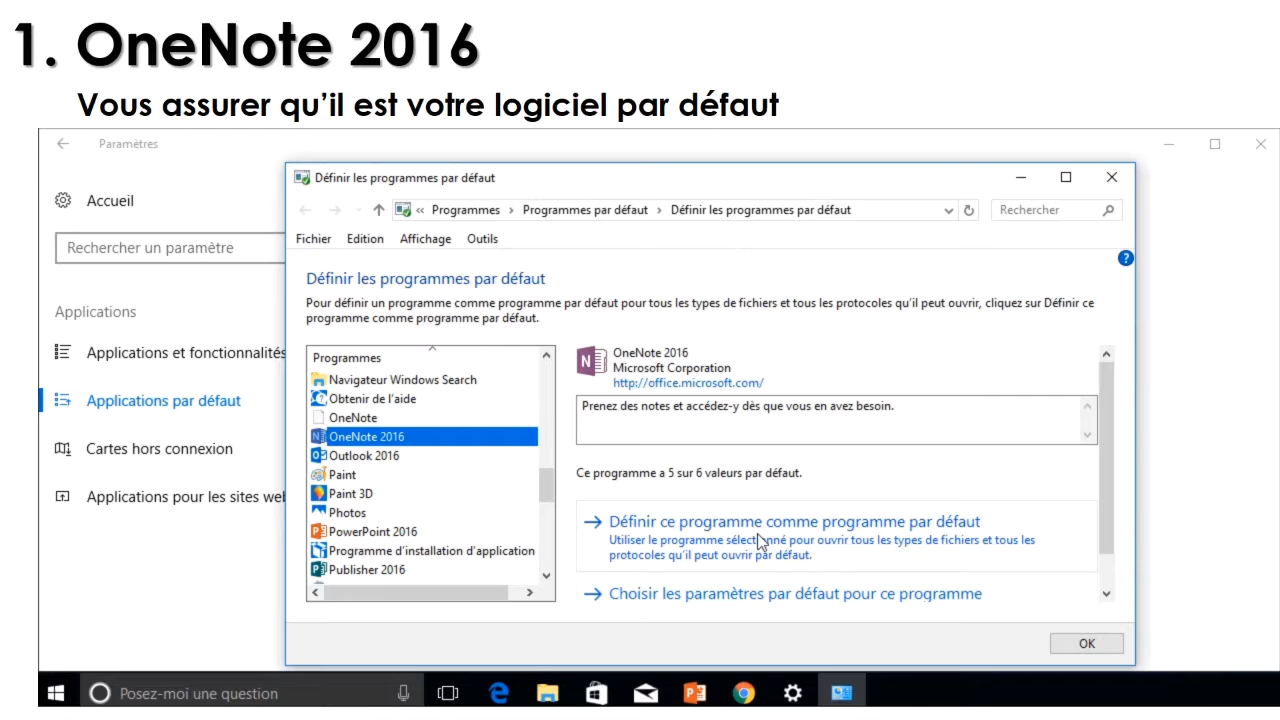 1. OneNote 2016
Vous assurer qu'il est votre logiciel par défaut
Paramètres
Accueil
Rechercher un paramètre
Applications
Applications et fonctionnalités
Applications par défaut
Cartes hors connexion
Applications pour les sites web
Définir les programmes par défaut
« Programmes > Programmes par défaut > Définir les programmes par défaut
Rechercher
Fichier Edition Affichage Outils
?
Définir les programmes par défaut
Pour définir un programme comme programme par défaut pour tous les types de fichiers et tous les protocoles qu'il peut ouvrir, cliquez sur Définir ce
programme comme programme par défaut.
Programmes
Navigateur Windows Search
Obtenir de l'aide
OneNote
OneNote 2016
Outlook 2016
Paint
Paint 3D
Photos
PowerPoint 2016
Programme d'installation d'application
Publisher 2016
OneNote 2016
Microsoft Corporation
http://office.microsoft.com/
Prenez des notes et accédez-y dès que vous en avez besoin.
Ce programme a 5 sur 6 valeurs par défaut.
Définir ce programme comme programme par défaut
Utiliser le programme sélectionné pour ouvrir tous les types de fichiers et tous les
protocoles qu'il peut ouvrir par défaut.
Choisir les paramètres par défaut pour ce programme
OK
Posez-moi une question